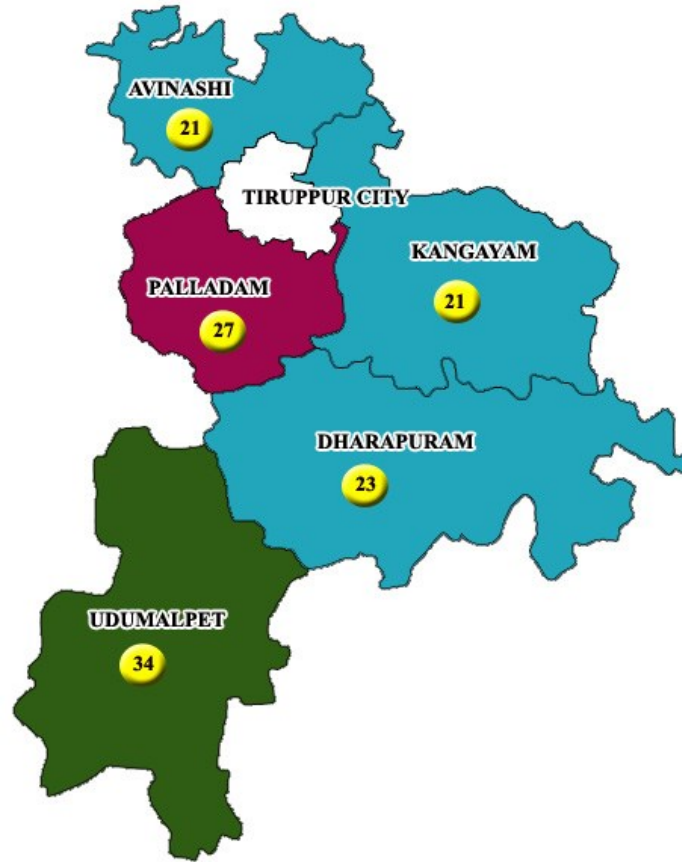 AVINASHI
21
TIRUPPUR CITY
KANGAYAM
21
PALLADAM
27
DHARAPURAM
23
UDUMALPET
34